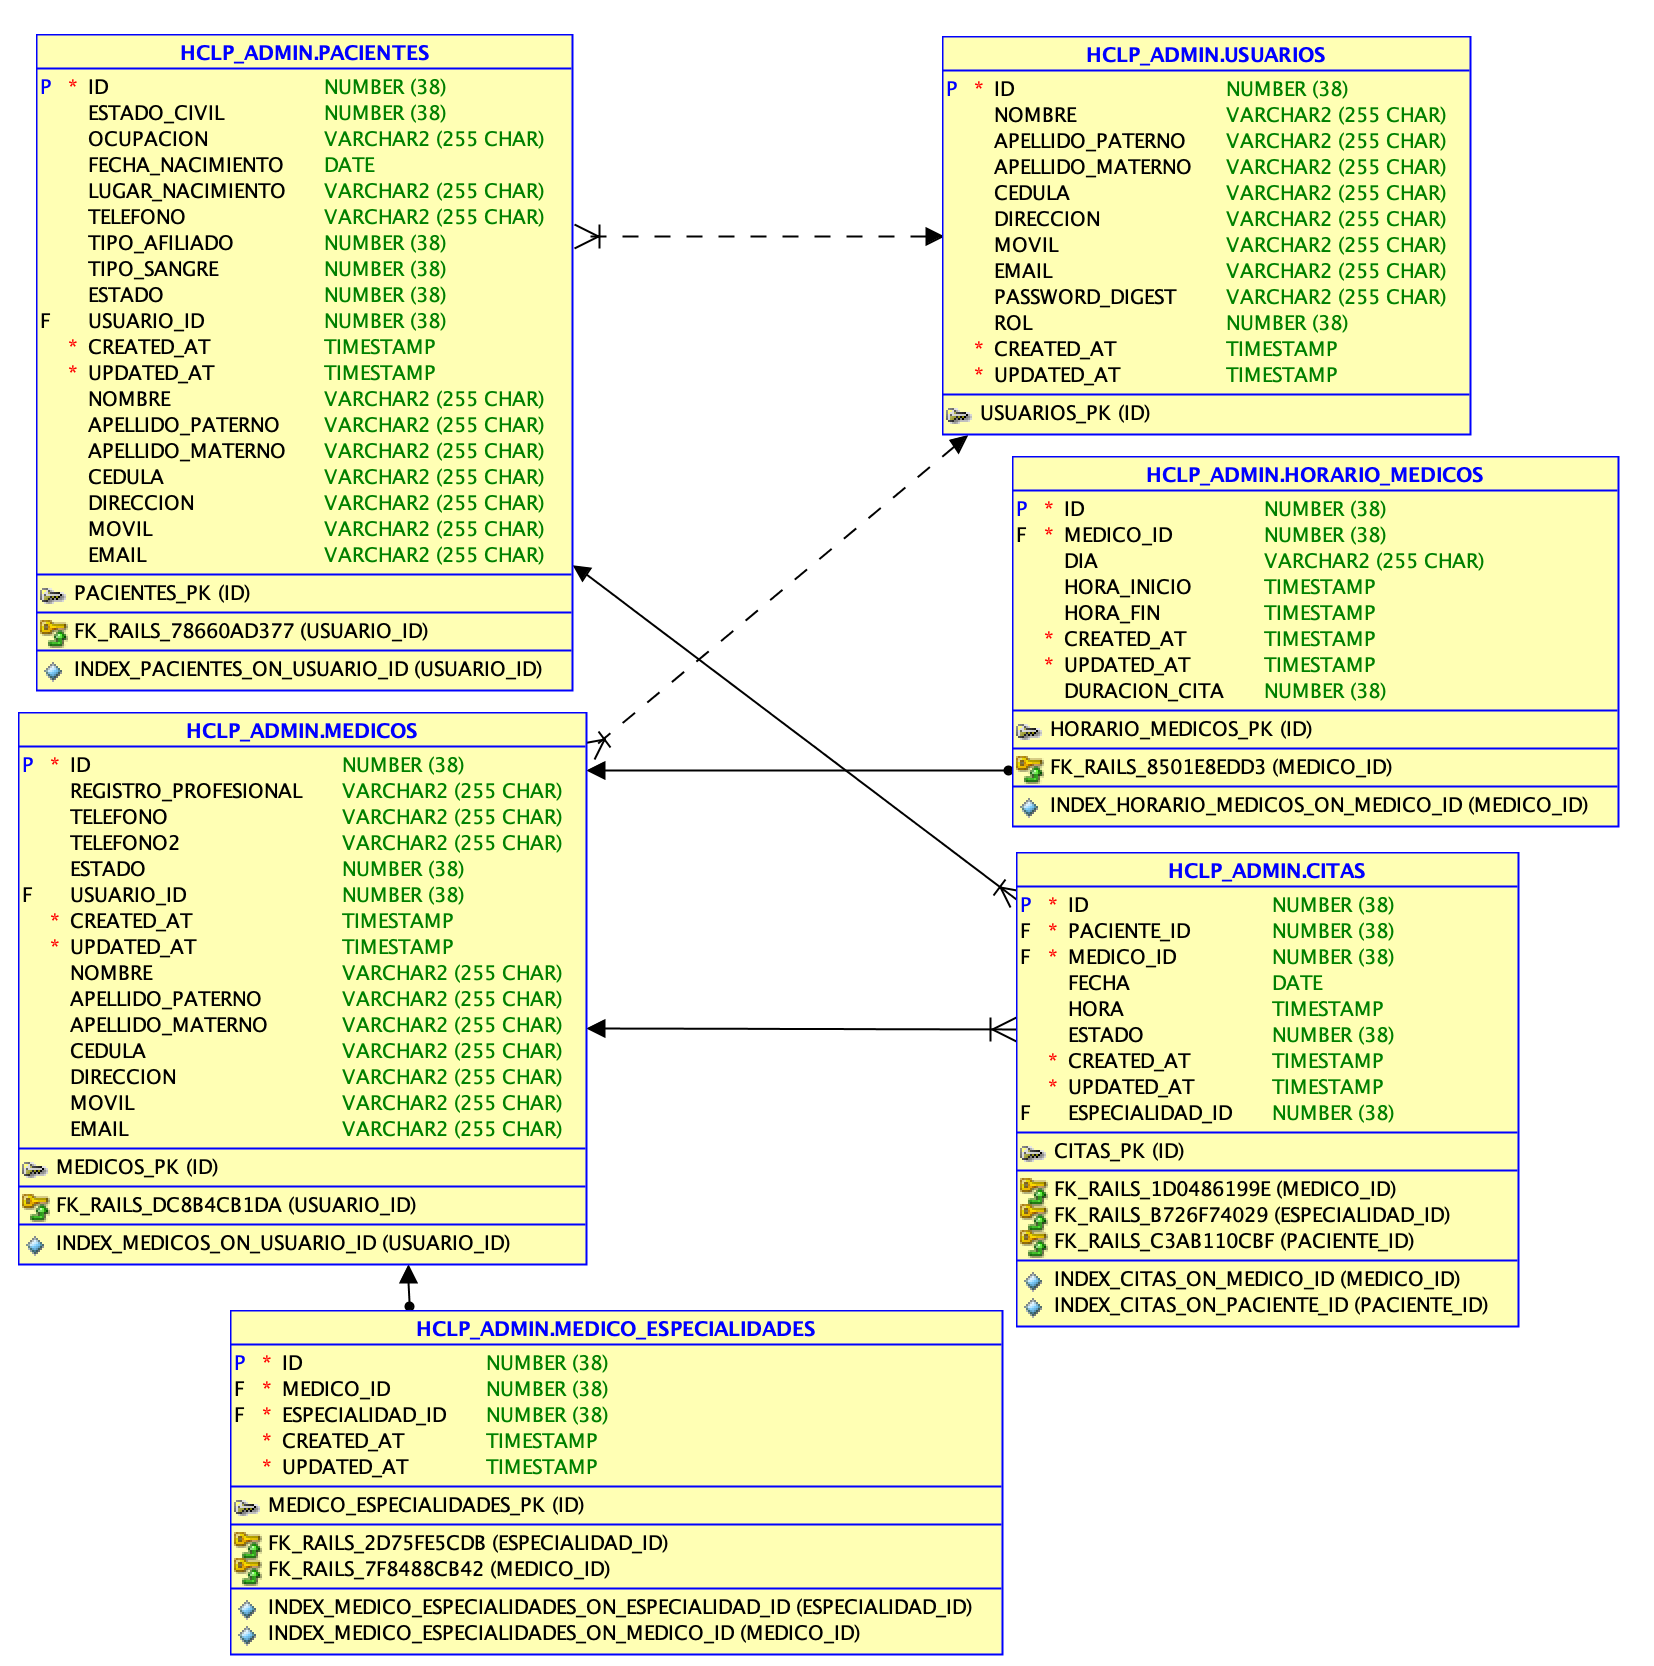 HCLP_ADMIN.PACIENTES
P * ID NUMBER (38)
ESTADO_CIVIL NUMBER (38)
OCUPACION VARCHAR2 (255 CHAR)
FECHA_NACIMIENTO DATE
LUGAR_NACIMIENTO VARCHAR2 (255 CHAR)
TELEFONO VARCHAR2 (255 CHAR)
TIPO_AFILIADO NUMBER (38)
TIPO_SANGRE NUMBER (38)
ESTADO NUMBER (38)
F USUARIO_ID NUMBER (38)
* CREATED_AT TIMESTAMP
* UPDATED_AT TIMESTAMP
NOMBRE VARCHAR2 (255 CHAR)
APELLIDO_PATERNO VARCHAR2 (255 CHAR)
APELLIDO_MATERNO VARCHAR2 (255 CHAR)
CEDULA VARCHAR2 (255 CHAR)
DIRECCION VARCHAR2 (255 CHAR)
MOVIL VARCHAR2 (255 CHAR)
EMAIL VARCHAR2 (255 CHAR)
PACIENTES_PK (ID)
FK_RAILS_78660AD377 (USUARIO_ID)
INDEX_PACIENTES_ON_USUARIO_ID (USUARIO_ID)
HCLP_ADMIN.USUARIOS
P * ID NUMBER (38)
NOMBRE VARCHAR2 (255 CHAR)
APELLIDO_PATERNO VARCHAR2 (255 CHAR)
APELLIDO_MATERNO VARCHAR2 (255 CHAR)
CEDULA VARCHAR2 (255 CHAR)
DIRECCION VARCHAR2 (255 CHAR)
MOVIL VARCHAR2 (255 CHAR)
EMAIL VARCHAR2 (255 CHAR)
PASSWORD_DIGEST VARCHAR2 (255 CHAR)
ROL NUMBER (38)
* CREATED_AT TIMESTAMP
* UPDATED_AT TIMESTAMP
USUARIOS_PK (ID)
HCLP_ADMIN.HORARIO_MEDICOS
P * ID NUMBER (38)
F * MEDICO_ID NUMBER (38)
DIA VARCHAR2 (255 CHAR)
HORA_INICIO TIMESTAMP
HORA_FIN TIMESTAMP
* CREATED_AT TIMESTAMP
* UPDATED_AT TIMESTAMP
DURACION_CITA NUMBER (38)
HORARIO_MEDICOS_PK (ID)
FK_RAILS_8501E8EDD3 (MEDICO_ID)
INDEX_HORARIO_MEDICOS_ON_MEDICO_ID (MEDICO_ID)
HCLP_ADMIN.MEDICOS
P * ID NUMBER (38)
REGISTRO_PROFESIONAL VARCHAR2 (255 CHAR)
TELEFONO VARCHAR2 (255 CHAR)
TELEFONO2 VARCHAR2 (255 CHAR)
ESTADO NUMBER (38)
F USUARIO_ID NUMBER (38)
* CREATED_AT TIMESTAMP
* UPDATED_AT TIMESTAMP
NOMBRE VARCHAR2 (255 CHAR)
APELLIDO_PATERNO VARCHAR2 (255 CHAR)
APELLIDO_MATERNO VARCHAR2 (255 CHAR)
CEDULA VARCHAR2 (255 CHAR)
DIRECCION VARCHAR2 (255 CHAR)
MOVIL VARCHAR2 (255 CHAR)
EMAIL VARCHAR2 (255 CHAR)
MEDICOS_PK (ID)
FK_RAILS_DC8B4CB1DA (USUARIO_ID)
INDEX_MEDICOS_ON_USUARIO_ID (USUARIO_ID)
HCLP_ADMIN.CITAS
P * ID NUMBER (38)
F * PACIENTE_ID NUMBER (38)
F * MEDICO_ID NUMBER (38)
FECHA DATE
HORA TIMESTAMP
ESTADO NUMBER (38)
* CREATED_AT TIMESTAMP
* UPDATED_AT TIMESTAMP
F ESPECIALIDAD_ID NUMBER (38)
CITAS_PK (ID)
FK_RAILS_1D0486199E (MEDICO_ID)
FK_RAILS_B726F74029 (ESPECIALIDAD_ID)
FK_RAILS_C3AB110CBF (PACIENTE_ID)
INDEX_CITAS_ON_MEDICO_ID (MEDICO_ID)
INDEX_CITAS_ON_PACIENTE_ID (PACIENTE_ID)
HCLP_ADMIN.MEDICO_ESPECIALIDADES
P * ID NUMBER (38)
F * MEDICO_ID NUMBER (38)
F * ESPECIALIDAD_ID NUMBER (38)
* CREATED_AT TIMESTAMP
* UPDATED_AT TIMESTAMP
MEDICO_ESPECIALIDADES_PK (ID)
FK_RAILS_2D75FE5CDB (ESPECIALIDAD_ID)
FK_RAILS_7F8488CB42 (MEDICO_ID)
INDEX_MEDICO_ESPECIALIDADES_ON_ESPECIALIDAD_ID (ESPECIALIDAD_ID)
INDEX_MEDICO_ESPECIALIDADES_ON_MEDICO_ID (MEDICO_ID)